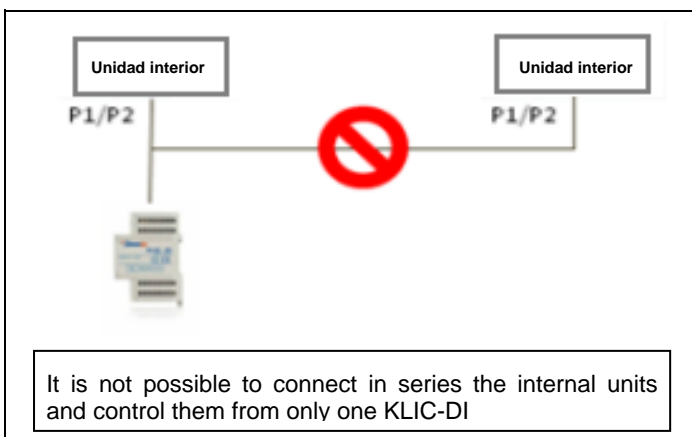 Unidad interior
Unidad interior
P1/P2
P1/P2
It is not possible to connect in series the internal units
and control them from only one KLIC-DI